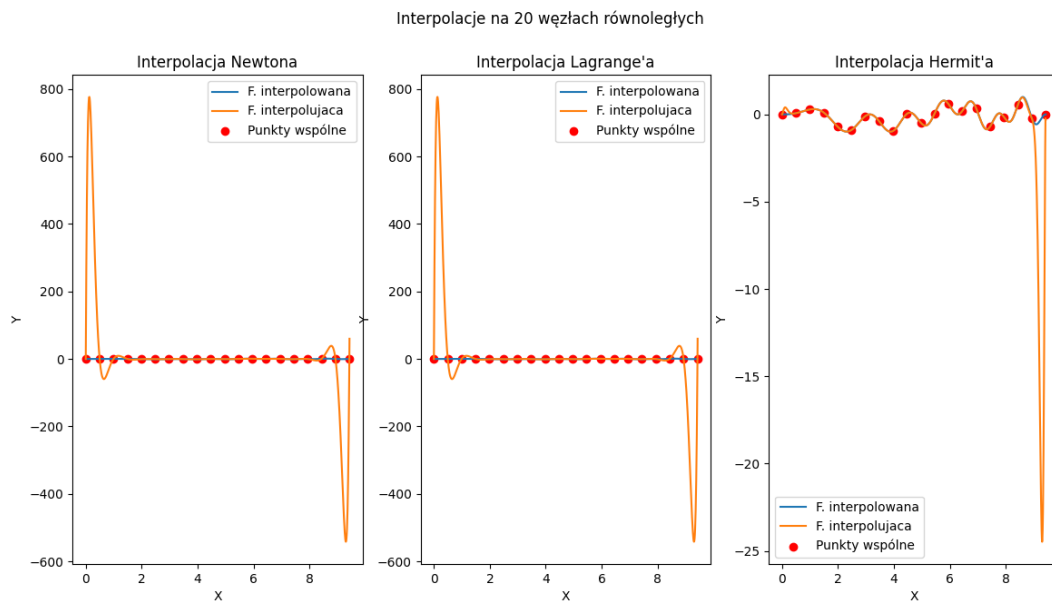 Interpolacje na 20 węzłach równoległych
Interpolacja Newtona
F. interpolowana
F. interpolujaca
Punkty wspólne
800
600
400
200
0
−200
−400
−600
Y
0
2
4
6
8
X
Interpolacja Lagrange'a
F. interpolowana
F. interpolujaca
Punkty wspólne
800
600
400
200
0
−200
−400
−600
Y
0
2
4
6
8
X
Interpolacja Hermit'a
0
−5
−10
−15
−20
−25
Y
F. interpolowana
F. interpolujaca
Punkty wspólne
0
2
4
6
8
X